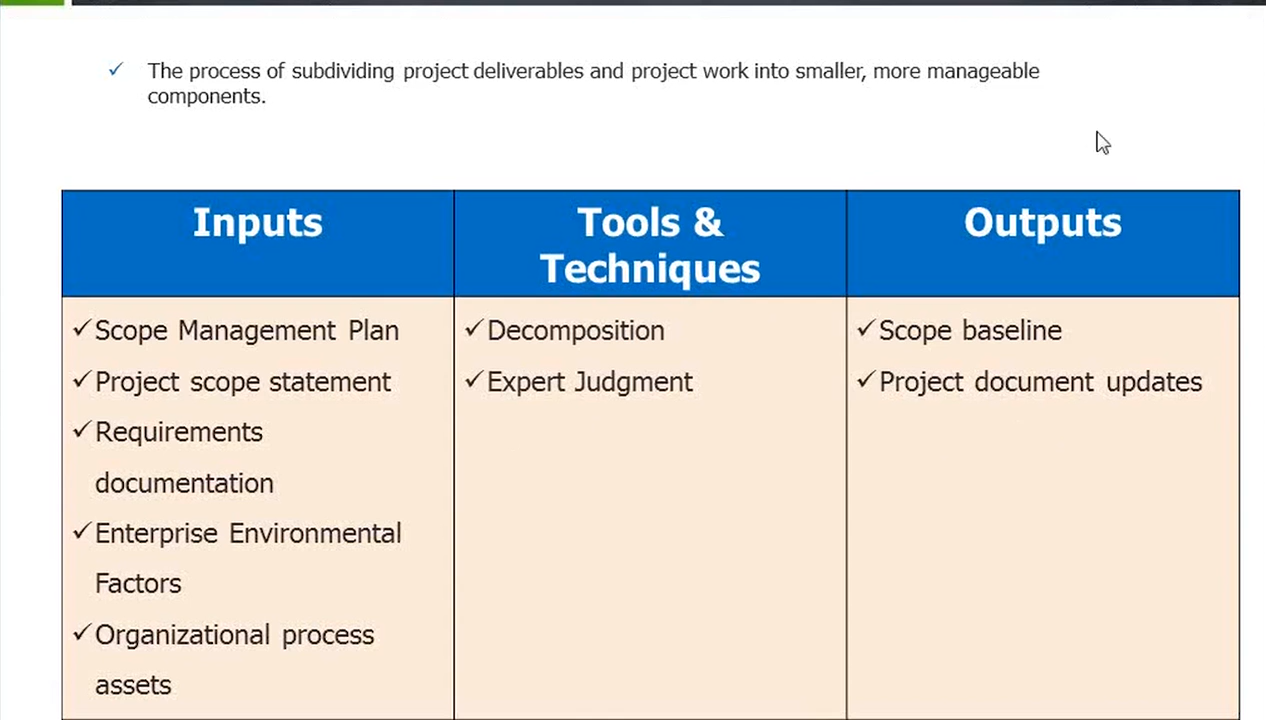 ✓ The process of subdividing project deliverables and project work into smaller, more manageable
components.
Inputs
Tools &
Techniques
Outputs
✓Scope Management Plan
✓Project scope statement
✓Requirements
documentation
✓Enterprise Environmental
Factors
✓Organizational process
assets
✓Decomposition
✓Expert Judgment
✓Scope baseline
✓Project document updates